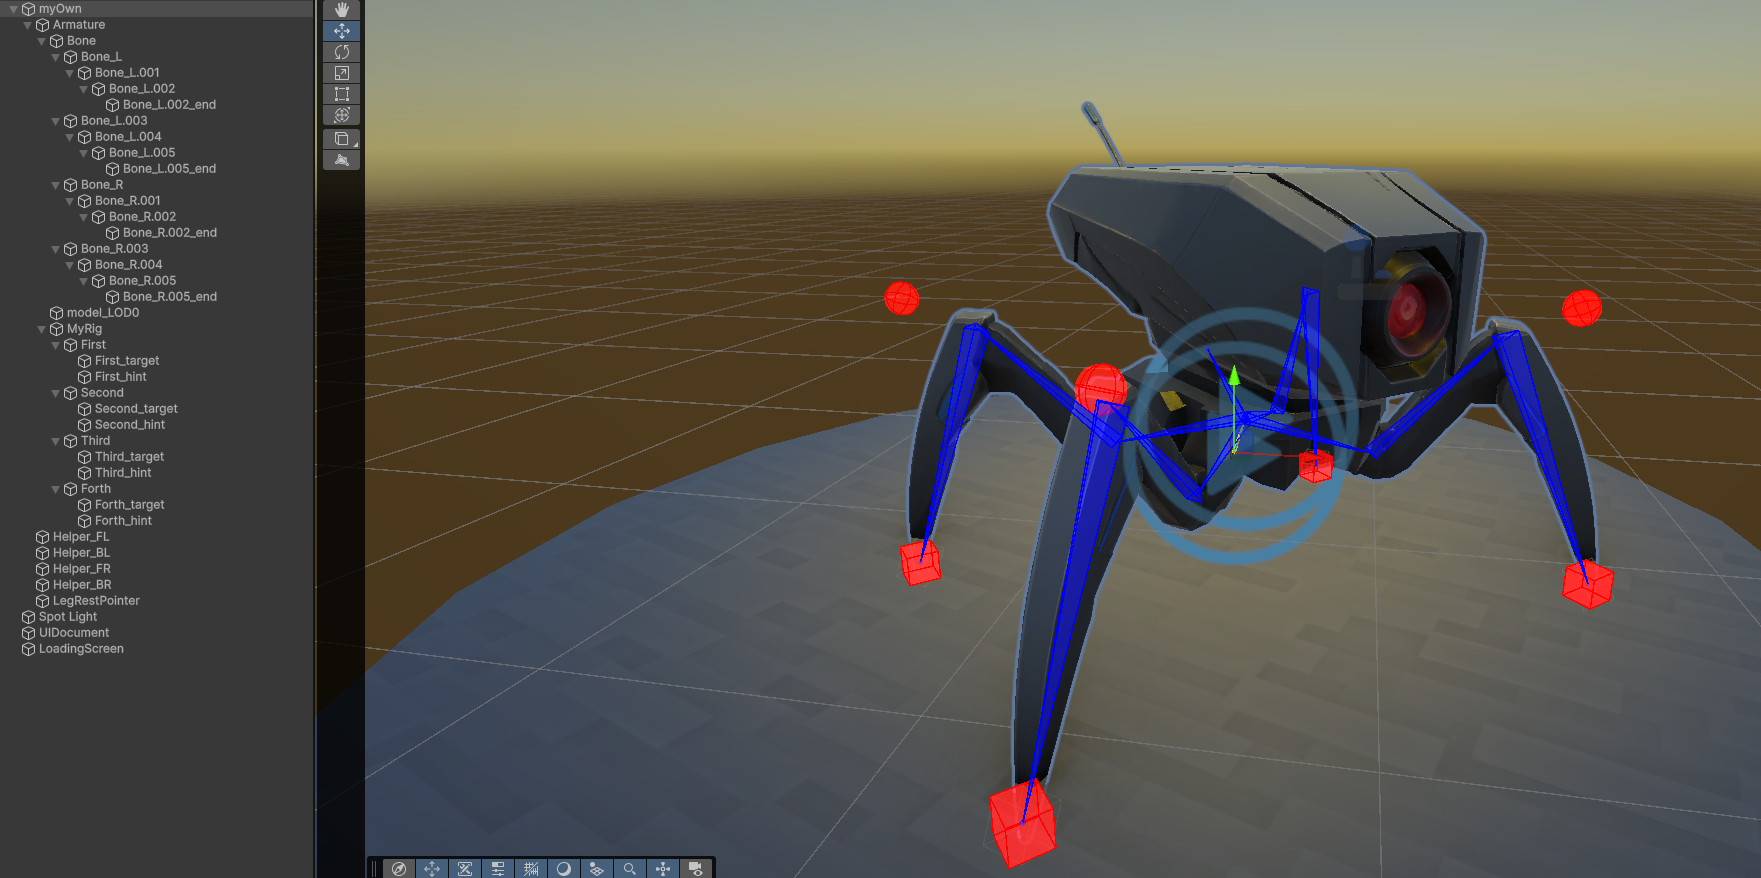 myOwn
Armature
Bone
Bone_L
Bone_L.001
Bone_L.002
Bone_L.002_end
Bone_L.003
Bone_L.004
Bone_L.005
Bone_L.005_end
Bone_R
Bone_R.001
Bone_R.002
Bone_R.002_end
Bone_R.003
Bone_R.004
Bone_R.005
Bone_R.005_end
model_LOD0
MyRig
First
First_target
First_hint
Second
Second_target
Second_hint
Third
Third_target
Third_hint
Forth
Forth_target
Forth_hint
Helper_FL
Helper_BL
Helper_FR
Helper_BR
LegRestPointer
Spot Light
UIDocument
LoadingScreen